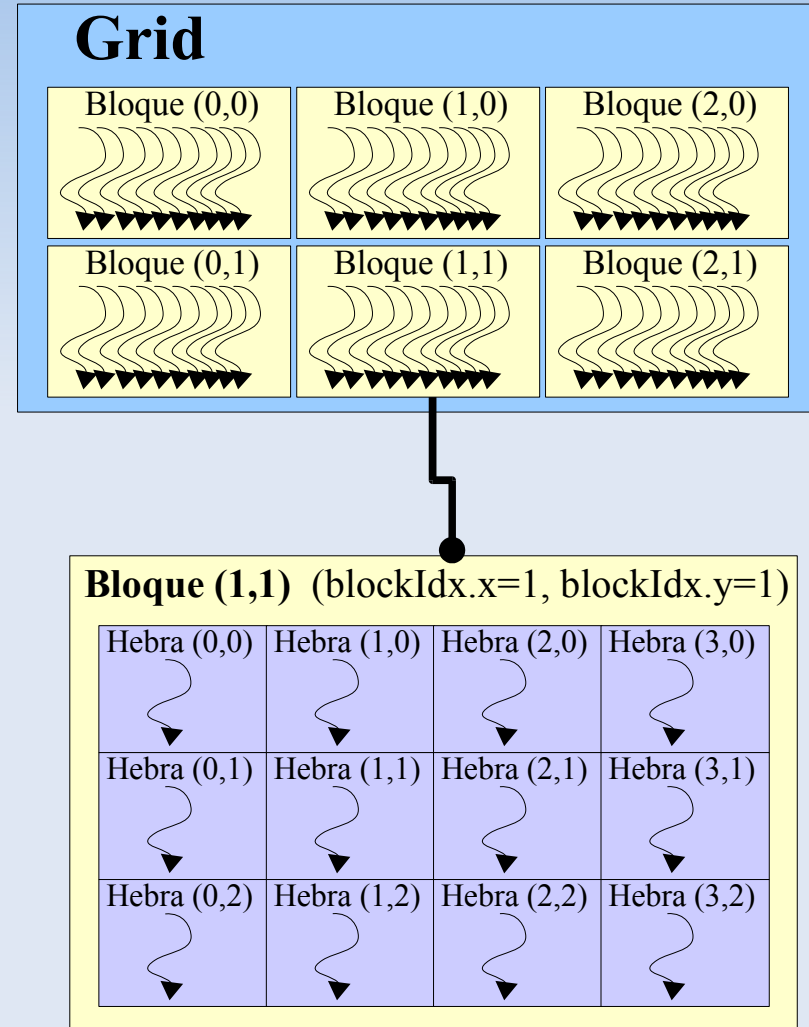 Grid
Bloque (0,0) Bloque (1,0) Bloque (2,0)
Bloque (0,1) Bloque (1,1) Bloque (2,1)
Bloque (1,1) (blockIdx.x=1, blockIdx.y=1)
Hebra (0,0) Hebra (1,0) Hebra (2,0) Hebra (3,0)
Hebra (0,1) Hebra (1,1) Hebra (2,1) Hebra (3,1)
Hebra (0,2) Hebra (1,2) Hebra (2,2) Hebra (3,2)